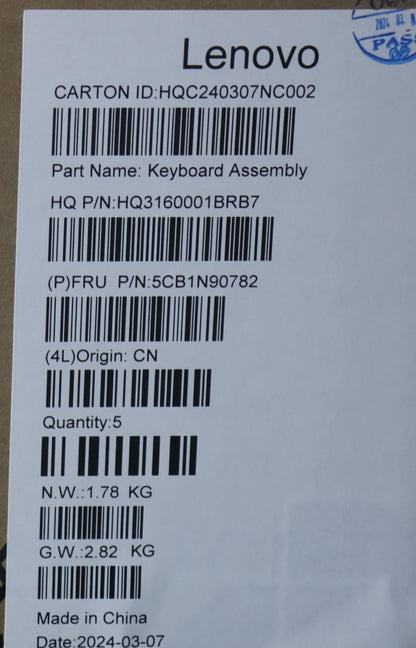 Lenovo
CARTON ID:HQC240307NC002
Part Name: Keyboard Assembly
HQ P/N:HQ3160001BRB7
(P)FRU P/N:5CB1N90782
(4L)Origin: CN
Quantity:5
N.W.:1.78 KG
G.W.:2.82 KG
Made in China
Date:2024-03-07
PASS